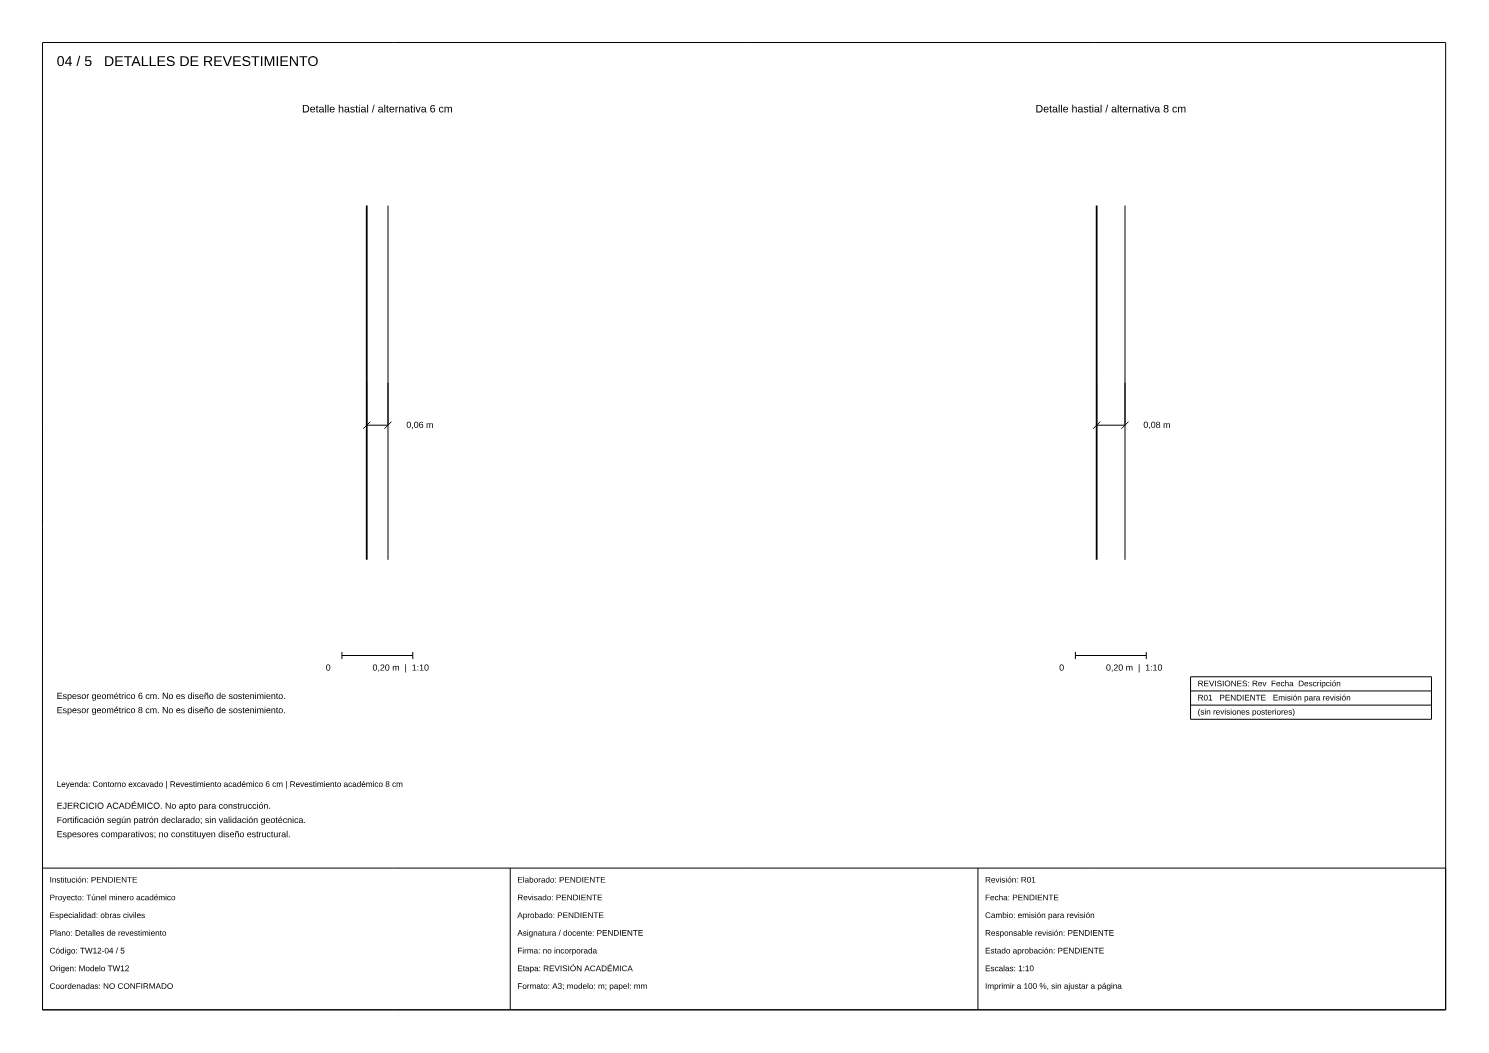 04 / 5 DETALLES DE REVESTIMIENTO
Detalle hastial / alternativa 6 cm
Detalle hastial / alternativa 8 cm
0,06 m
0,08 m
0 0,20 m | 1:10
0 0,20 m | 1:10
Espesor geométrico 6 cm. No es diseño de sostenimiento.
Espesor geométrico 8 cm. No es diseño de sostenimiento.
REVISIONES: Rev Fecha Descripción
R01 PENDIENTE Emisión para revisión
(sin revisiones posteriores)
Leyenda: Contorno excavado | Revestimiento académico 6 cm | Revestimiento académico 8 cm
EJERCICIO ACADÉMICO. No apto para construcción.
Fortificación según patrón declarado; sin validación geotécnica.
Espesores comparativos; no constituyen diseño estructural.
Institución: PENDIENTE
Proyecto: Túnel minero académico
Especialidad: obras civiles
Plano: Detalles de revestimiento
Código: TW12-04 / 5
Origen: Modelo TW12
Coordenadas: NO CONFIRMADO
Elaborado: PENDIENTE
Revisado: PENDIENTE
Aprobado: PENDIENTE
Asignatura / docente: PENDIENTE
Firma: no incorporada
Etapa: REVISIÓN ACADÉMICA
Formato: A3; modelo: m; papel: mm
Revisión: R01
Fecha: PENDIENTE
Cambio: emisión para revisión
Responsable revisión: PENDIENTE
Estado aprobación: PENDIENTE
Escalas: 1:10
Imprimir a 100 %, sin ajustar a página